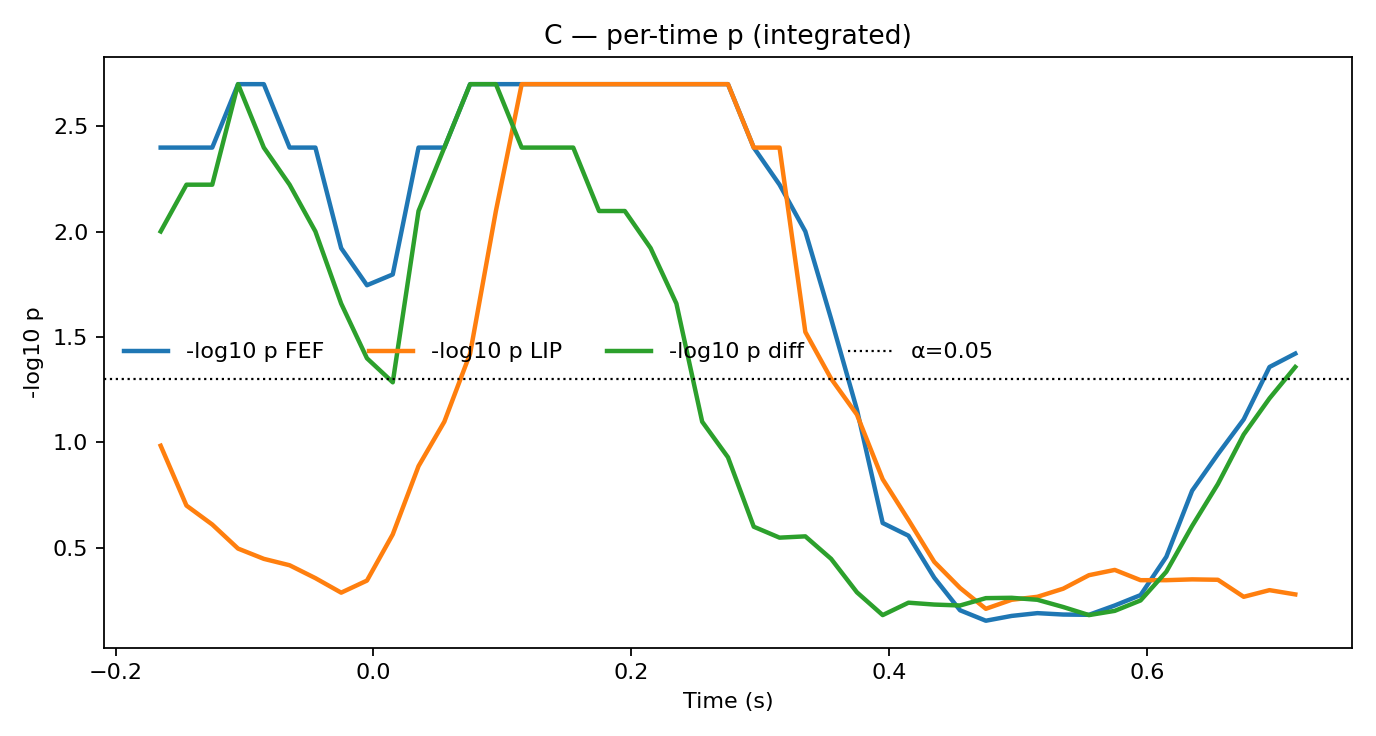 C — per-time p (integrated)
-log10 p
2.5
2.0
1.5
1.0
0.5
-log10 p FEF -log10 p LIP -log10 p diff α=0.05
−0.2 0.0 0.2 0.4 0.6
Time (s)